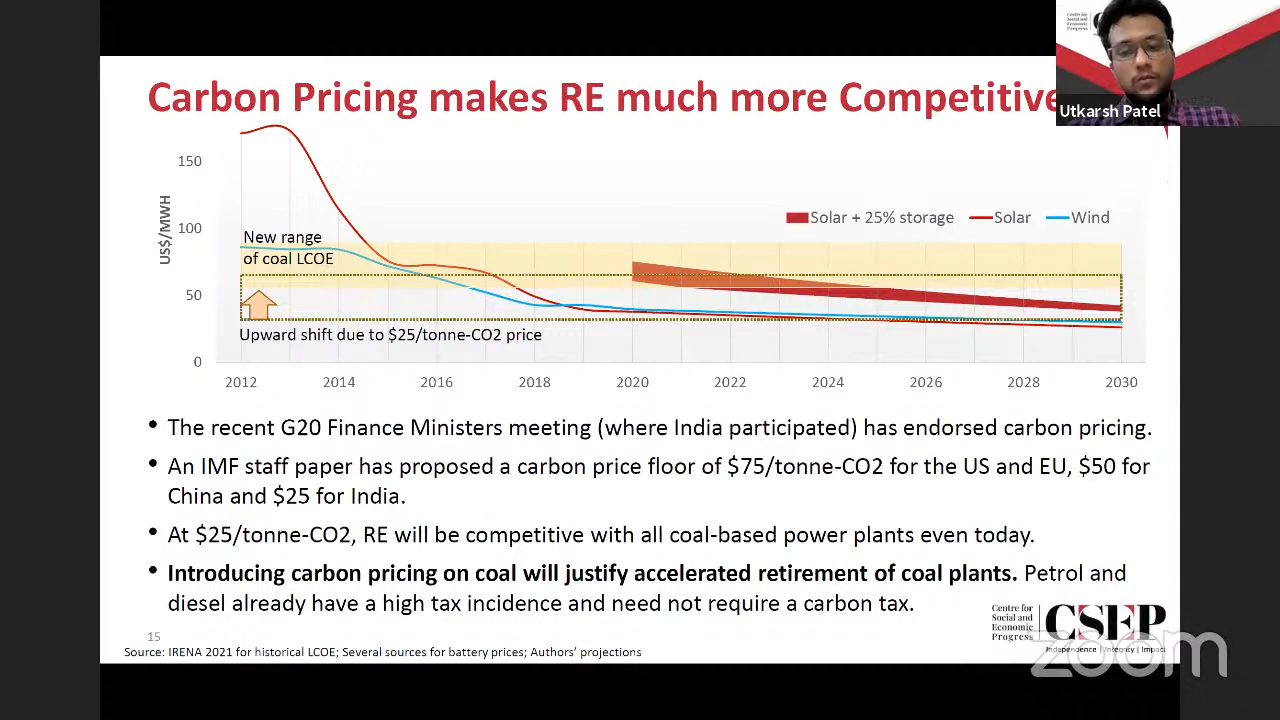 Centre for
Social and
Economic
Progress
Carbon Pricing makes RE much more Competitive
Utkarsh Patel
150
100
50
0
US$/MWH
Solar + 25% storage
Solar
Wind
New range
of coal LCOE
Upward shift due to $25/tonne-CO2 price
2012 2014 2016 2018 2020 2022 2024 2026 2028 2030
• The recent G20 Finance Ministers meeting (where India participated) has endorsed carbon pricing.
• An IMF staff paper has proposed a carbon price floor of $75/tonne-CO2 for the US and EU, $50 for
China and $25 for India.
• At $25/tonne-CO2, RE will be competitive with all coal-based power plants even today.
• Introducing carbon pricing on coal will justify accelerated retirement of coal plants. Petrol and
diesel already have a high tax incidence and need not require a carbon tax.
Centre for
Social and
Economic
Progress
CSEP
Independence | Integrity | Impact
zoom
15
Source: IRENA 2021 for historical LCOE; Several sources for battery prices; Authors' projections